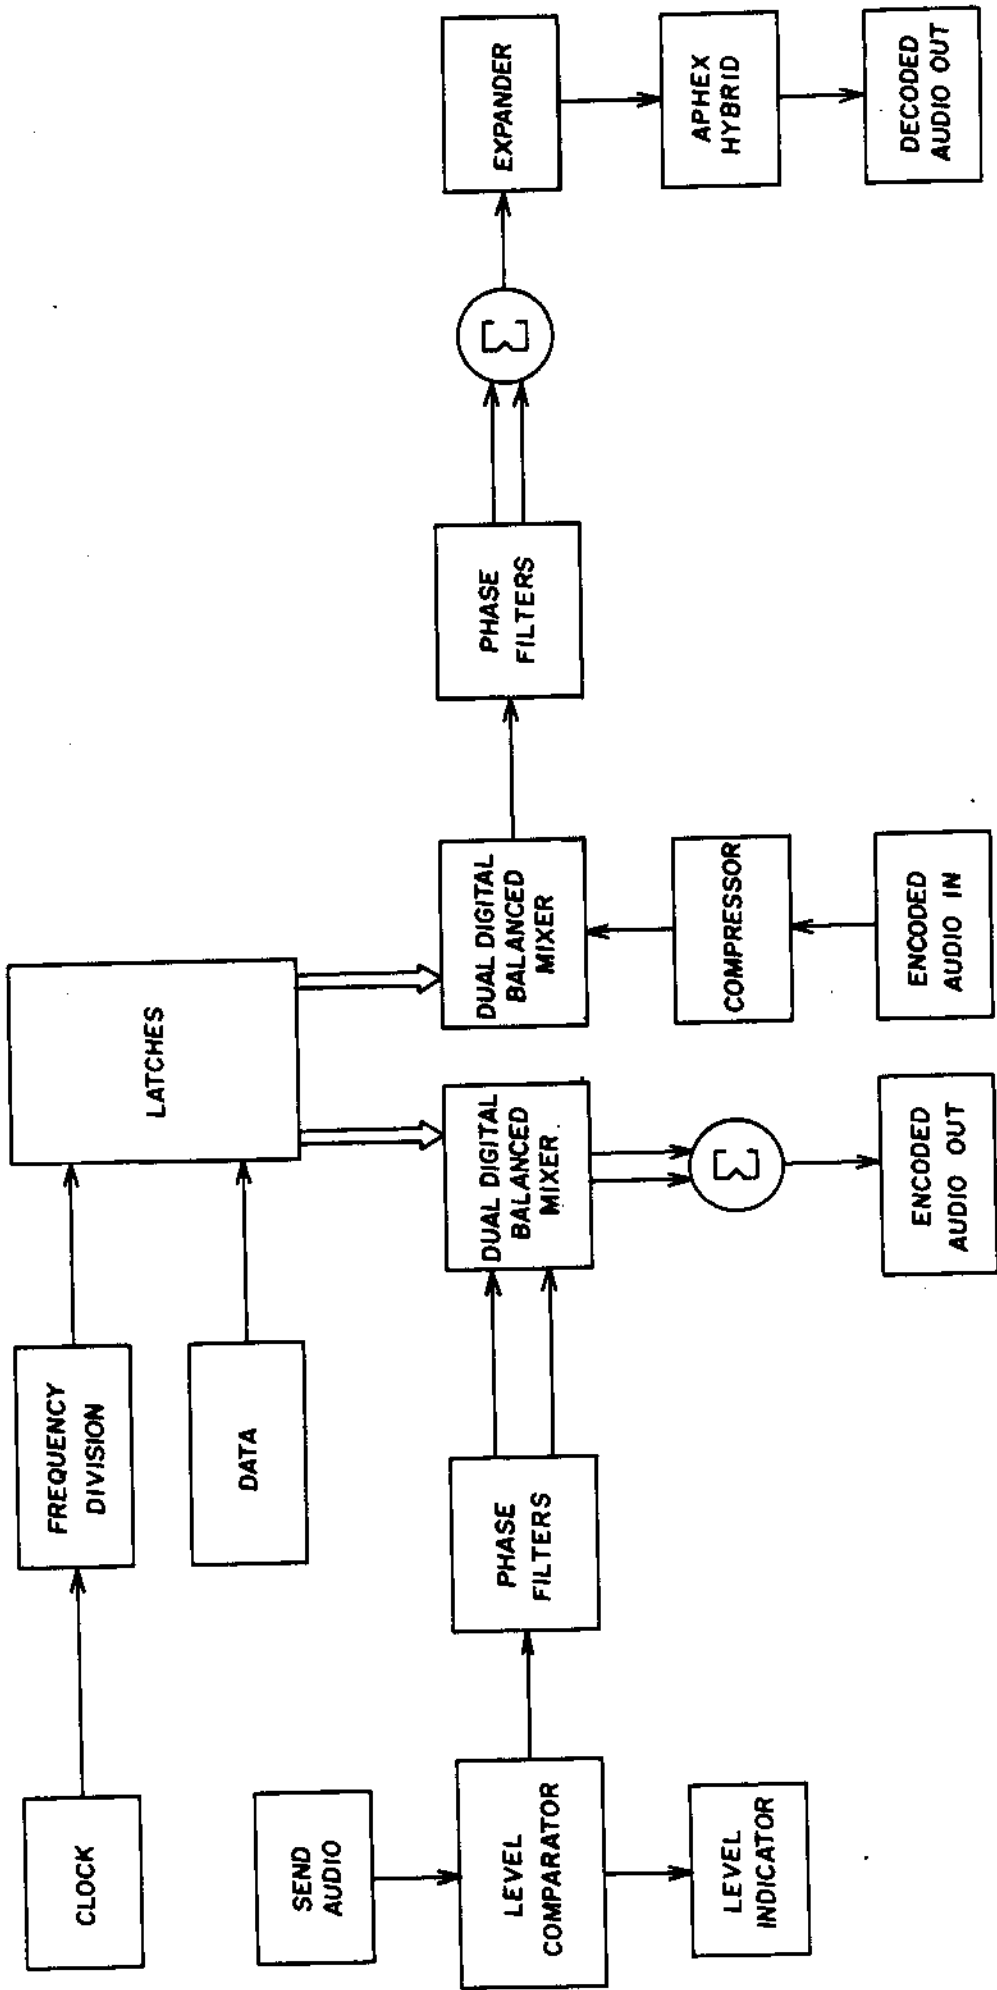 CLOCK
FREQUENCY
DIVISION
LATCHES
DATA
SEND
AUDIO
LEVEL
COMPARATOR
LEVEL
INDICATOR
PHASE
FILTERS
DUAL DIGITAL
BALANCED
MIXER
Σ
ENCODED
AUDIO OUT
DUAL DIGITAL
BALANCED
MIXER
COMPRESSOR
ENCODED
AUDIO IN
PHASE
FILTERS
Σ
EXPANDER
APHEX
HYBRID
DECODED
AUDIO OUT